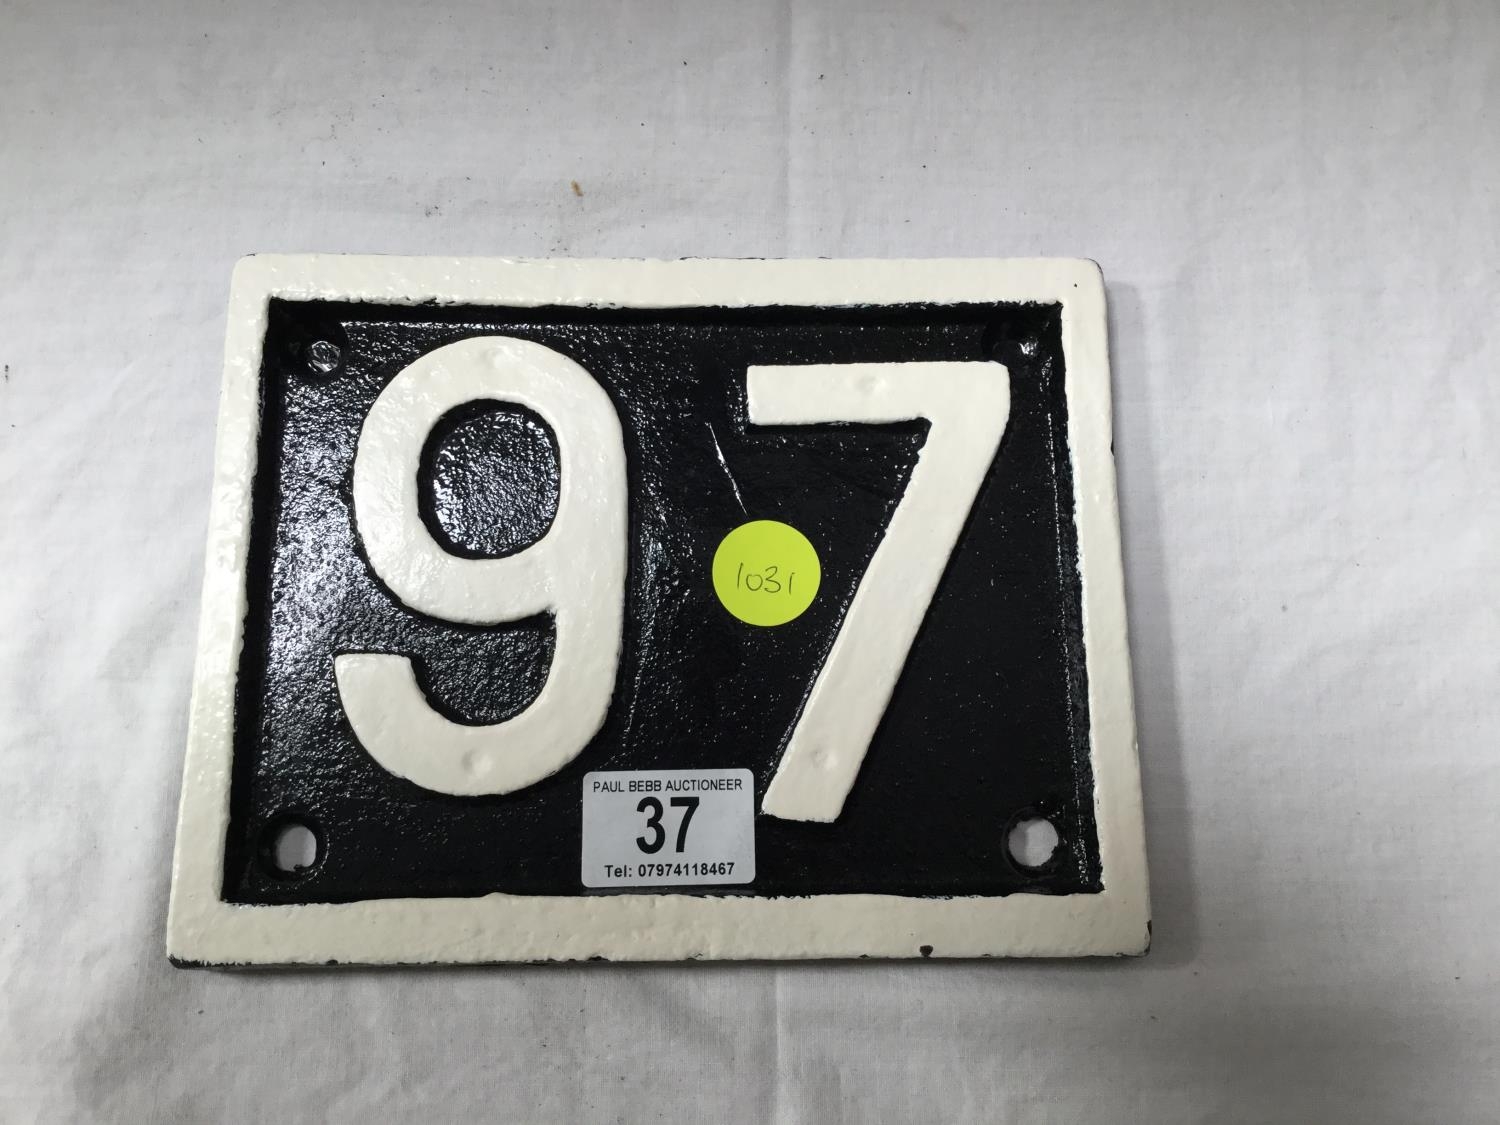 97
1031
PAUL BEBB AUCTIONEER
37
Tel: 07974118467